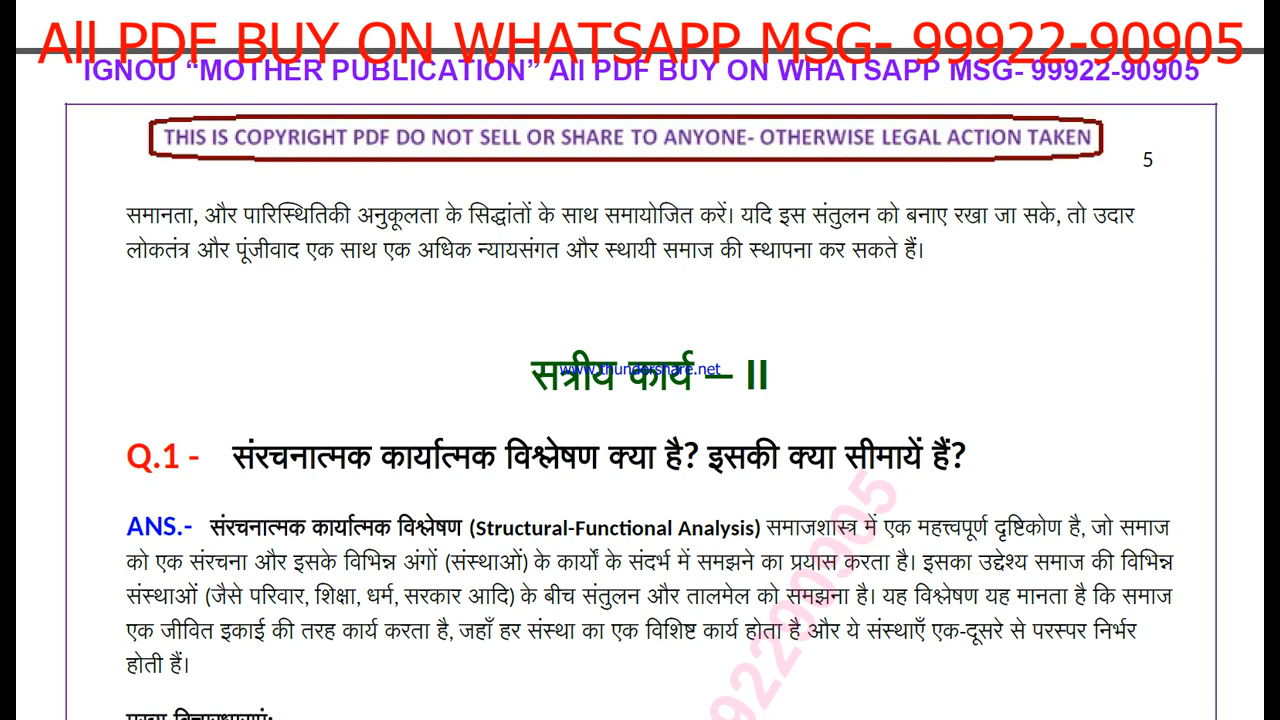 All PDF BUY ON WHATSAPP MSG- 99922-90905
IGNOU “MOTHER PUBLICATION” All PDF BUY ON WHATSAPP MSG- 99922-90905
THIS IS COPYRIGHT PDF DO NOT SELL OR SHARE TO ANYONE- OTHERWISE LEGAL ACTION TAKEN
5
समानता, और पारिस्थितिकी अनुकूलता के सिद्धांतों के साथ समायोजित करें। यदि इस संतुलन को बनाए रखा जा सके, तो उदार
लोकतंत्र और पूंजीवाद एक साथ एक अधिक न्यायसंगत और स्थायी समाज की स्थापना कर सकते हैं।
सत्रीय कार्य – II
www.thundershare.net
Q.1 - संरचनात्मक कार्यात्मक विश्लेषण क्या है? इसकी क्या सीमायें हैं?
ANS.- संरचनात्मक कार्यात्मक विश्लेषण (Structural-Functional Analysis) समाजशास्त्र में एक महत्त्वपूर्ण दृष्टिकोण है, जो समाज
को एक संरचना और इसके विभिन्न अंगों (संस्थाओं) के कार्यों के संदर्भ में समझने का प्रयास करता है। इसका उद्देश्य समाज की विभिन्न
संस्थाओं (जैसे परिवार, शिक्षा, धर्म, सरकार आदि) के बीच संतुलन और तालमेल को समझना है। यह विश्लेषण यह मानता है कि समाज
एक जीवित इकाई की तरह कार्य करता है, जहाँ हर संस्था का एक विशिष्ट कार्य होता है और ये संस्थाएँ एक-दूसरे से परस्पर निर्भर
होती हैं।
992290905